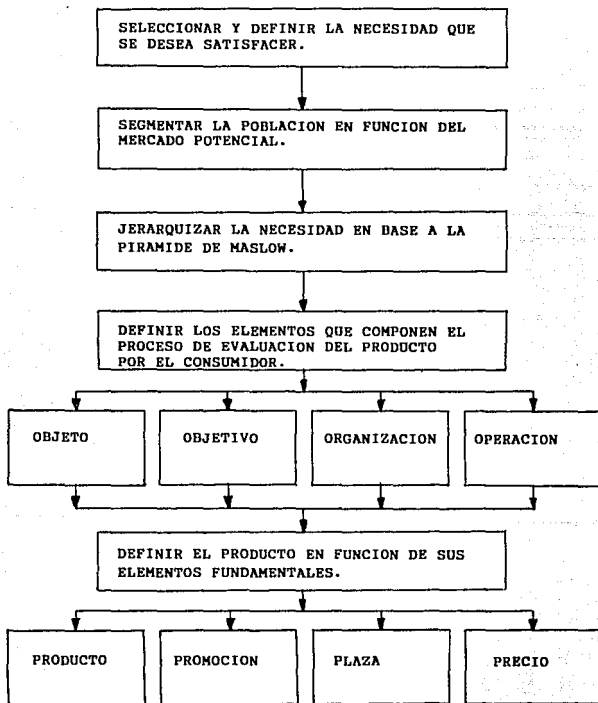 SELECCIONAR Y DEFINIR LA NECESIDAD QUE
SE DESEA SATISFACER.
SEGMENTAR LA POBLACION EN FUNCION DEL
MERCADO POTENCIAL.
JERARQUIZAR LA NECESIDAD EN BASE A LA
PIRAMIDE DE MASLOW.
DEFINIR LOS ELEMENTOS QUE COMPONEN EL
PROCESO DE EVALUACION DEL PRODUCTO
POR EL CONSUMIDOR.
OBJETO OBJETIVO ORGANIZACION OPERACION
DEFINIR EL PRODUCTO EN FUNCION DE SUS
ELEMENTOS FUNDAMENTALES.
PRODUCTO PROMOCION PLAZA PRECIO